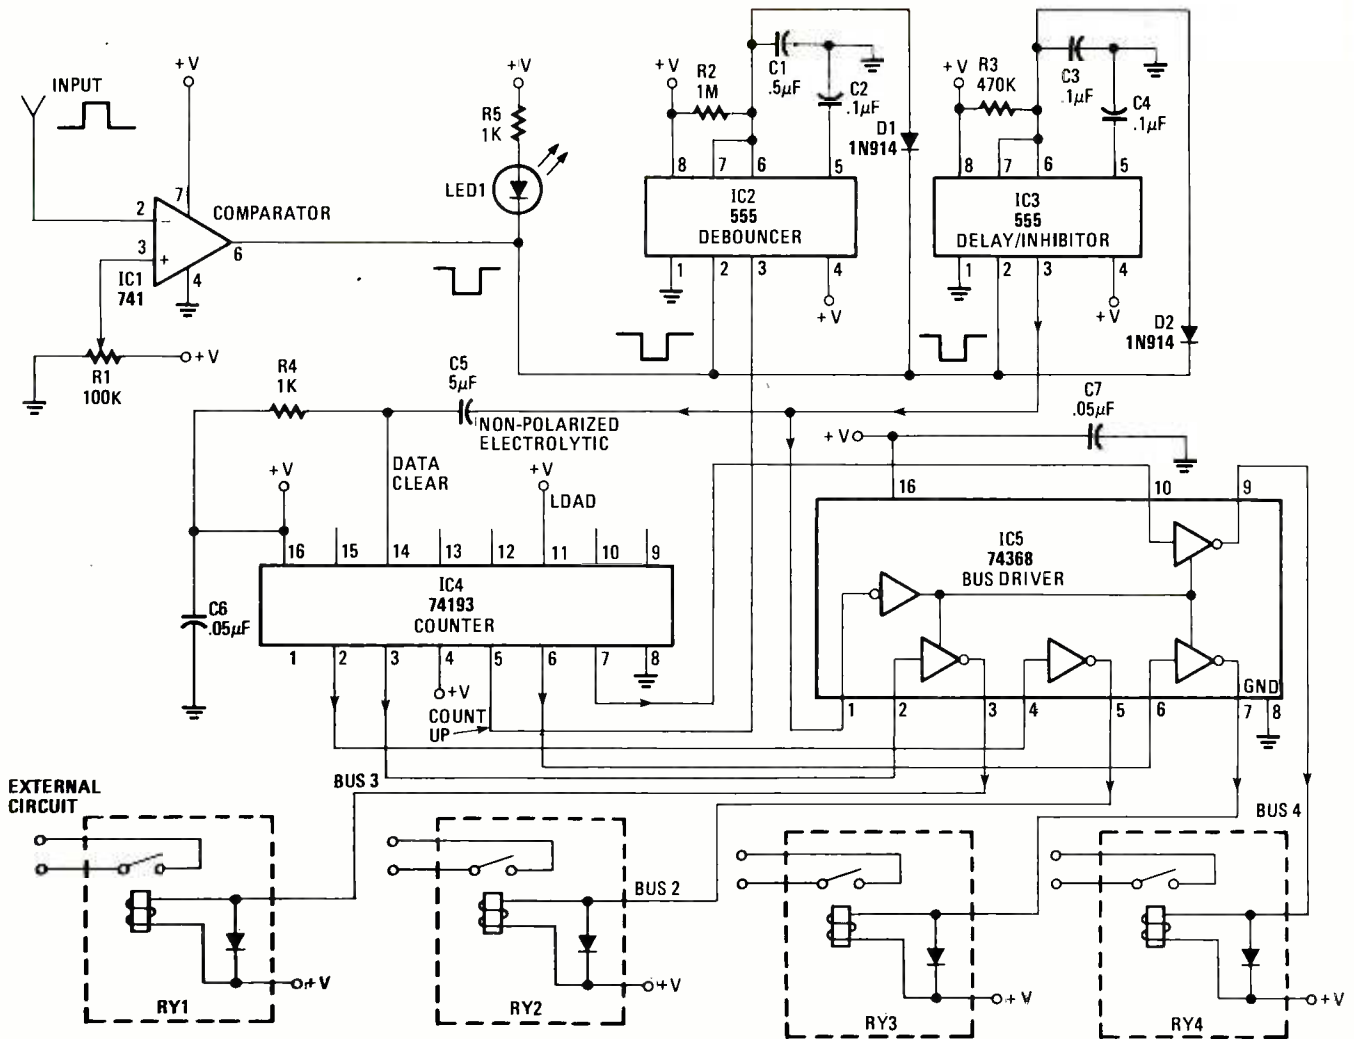 INPUT
+V
7
2
−
3
+
6
4
COMPARATOR
IC1
741
R1
100K
+V
+V
R5
1K
LED1
+V
R2
1M
C1
.5µF
C2
.1µF
D1
1N914
8
7
6
5
IC2
555
DEBOUNCER
1
2
3
4
+V
+V
R3
470K
C3
.1µF
C4
.1µF
8
7
6
5
IC3
555
DELAY/INHIBITOR
1
2
3
4
+V
D2
1N914
R4
1K
C5
5µF
NON-POLARIZED
ELECTROLYTIC
DATA
CLEAR
+V
+V
LOAD
16
15
14
13
12
11
10
9
IC4
74193
COUNTER
1
2
3
4
5
6
7
8
+V
COUNT
UP
C6
.05µF
C7
.05µF
+V
16
10
9
IC5
74368
BUS DRIVER
GND
1
2
3
4
5
6
7
8
BUS 3
BUS 4
BUS 2
EXTERNAL
CIRCUIT
+V
RY1
+V
RY2
+V
RY3
+V
RY4